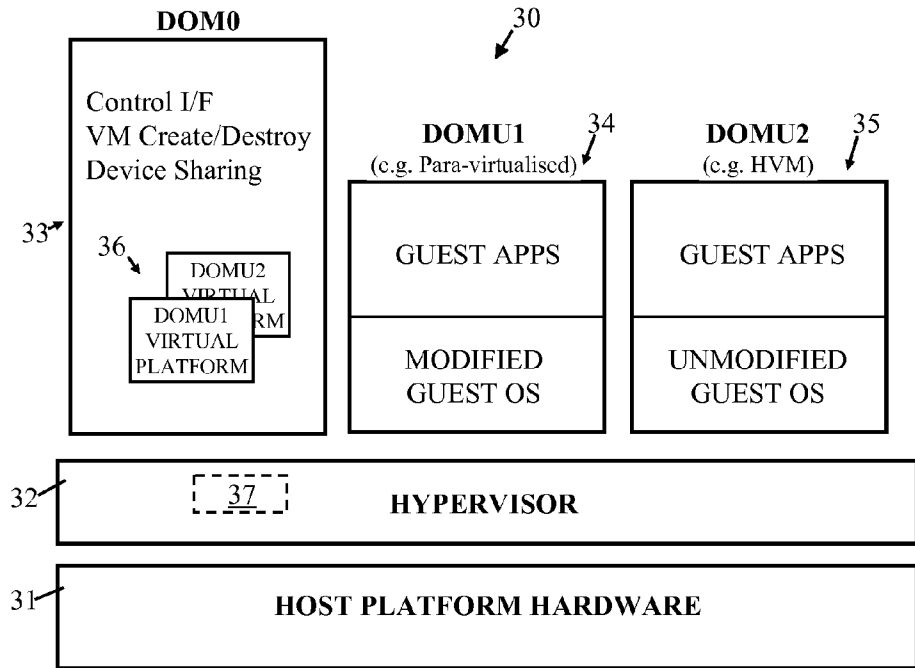 DOM0
30
Control I/F
VM Create/Destroy
Device Sharing
DOMU1
(e.g. Para-virtualised)
34
DOMU2
(e.g. HVM)
35
33
36
DOMU2
VIRTUAL
RM
DOMU1
VIRTUAL
PLATFORM
GUEST APPS
MODIFIED
GUEST OS
GUEST APPS
UNMODIFIED
GUEST OS
32
37
HYPERVISOR
31
HOST PLATFORM HARDWARE